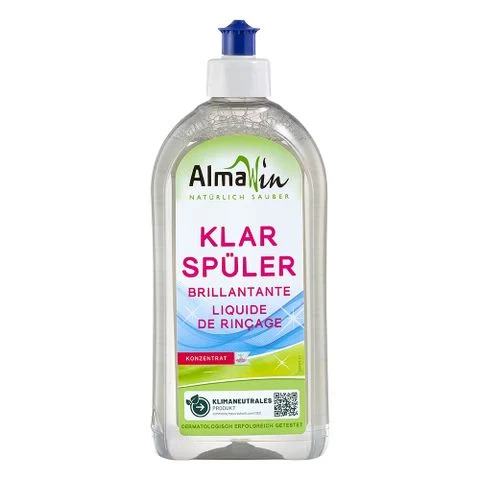 AlmaWin
NATÜRLICH SAUBER
KLAR
SPÜLER
BRILLANTANTE
LIQUIDE
DE RINÇAGE
KONZENTRAT
KLIMANEUTRALES
PRODUKT
DERMATOLOGISCH ERFOLGREICH GETESTET